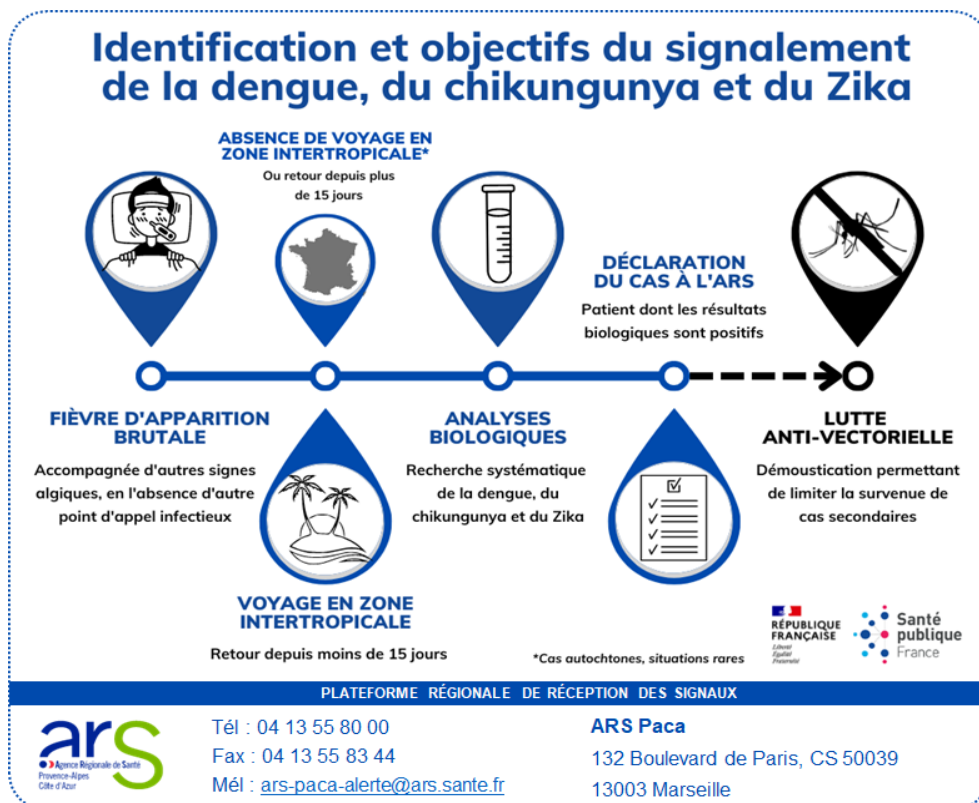 Identification et objectifs du signalement
de la dengue, du chikungunya et du Zika
ABSENCE DE VOYAGE EN
ZONE INTERTROPICALE*
Ou retour depuis plus
de 15 jours
DÉCLARATION
DU CAS À L'ARS
Patient dont les résultats
biologiques sont positifs
FIÈVRE D'APPARITION
BRUTALE
Accompagnée d'autres signes
algiques, en l'absence d'autre
point d'appel infectieux
ANALYSES
BIOLOGIQUES
Recherche systématique
de la dengue, du
chikungunya et du Zika
LUTTE
ANTI-VECTORIELLE
Démoustication permettant
de limiter la survenue de
cas secondaires
VOYAGE EN ZONE
INTERTROPICALE
Retour depuis moins de 15 jours
*Cas autochtones, situations rares
RÉPUBLIQUE
FRANÇAISE
Liberté
Égalité
Fraternité
Santé
publique
France
PLATEFORME RÉGIONALE DE RÉCEPTION DES SIGNAUX
ars
Agence Régionale de Santé
Provence-Alpes
Côte d'Azur
Tél : 04 13 55 80 00
Fax : 04 13 55 83 44
Mél : ars-paca-alerte@ars.sante.fr
ARS Paca
132 Boulevard de Paris, CS 50039
13003 Marseille